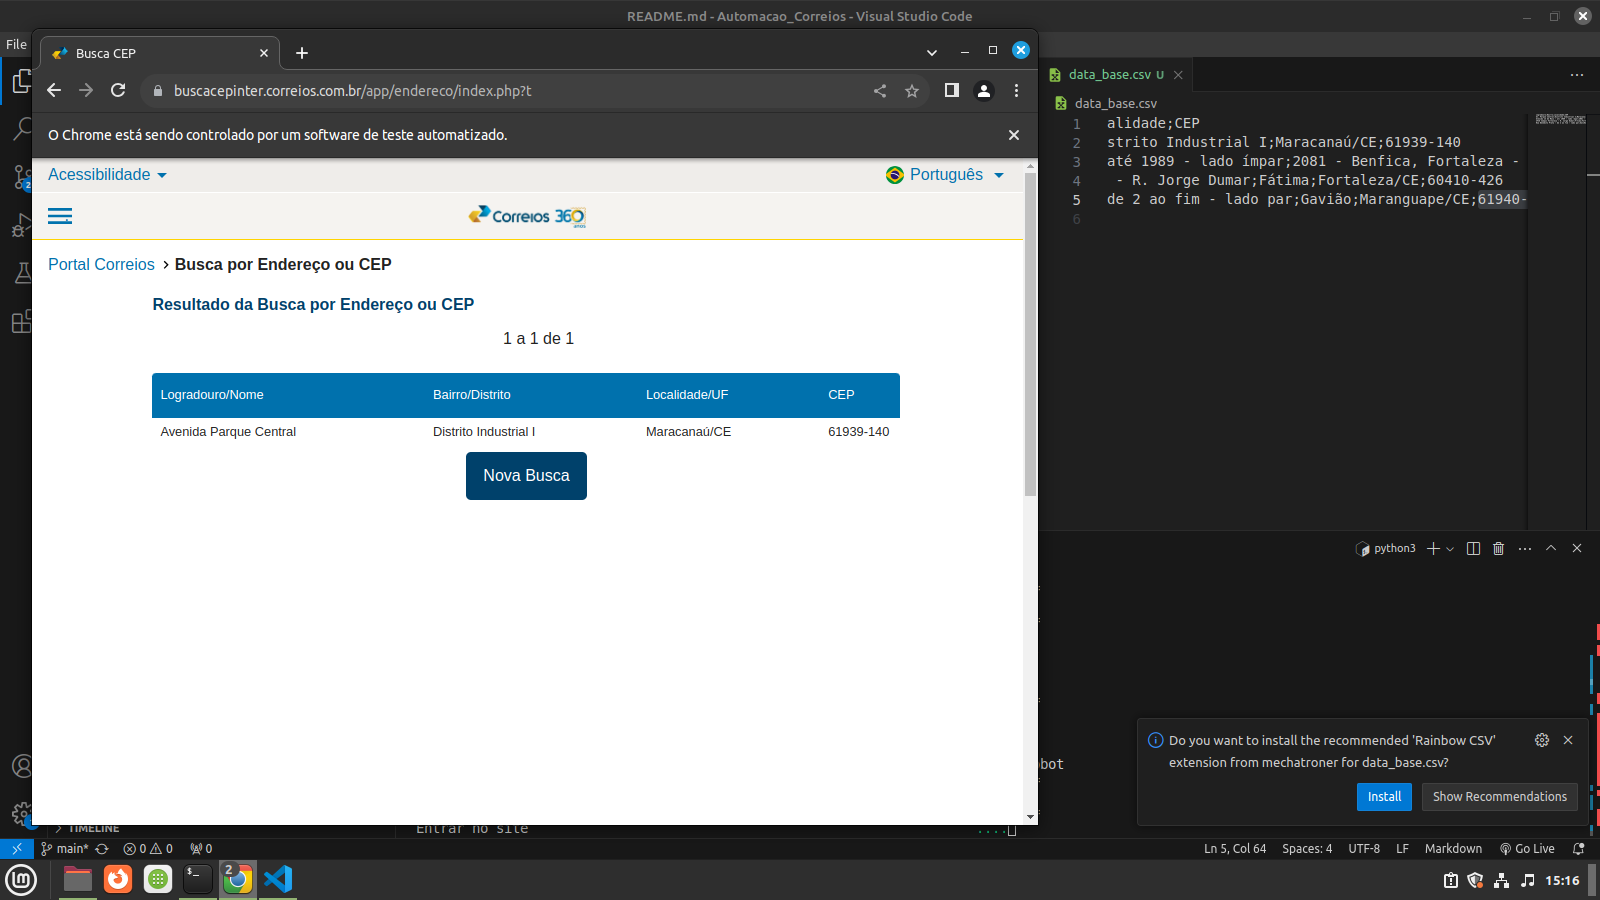 README.md - Automacao_Correios - Visual Studio Code
File
Busca CEP
buscacepinter.correios.com.br/app/endereco/index.php?t
O Chrome está sendo controlado por um software de teste automatizado.
Acessibilidade
Português
Correios 360
anos
Portal Correios > Busca por Endereço ou CEP
Resultado da Busca por Endereço ou CEP
1 a 1 de 1
Logradouro/Nome Bairro/Distrito Localidade/UF CEP
Avenida Parque Central Distrito Industrial I Maracanaú/CE 61939-140
Nova Busca
data_base.csv U
data_base.csv
1 alidade;CEP
2 strito Industrial I;Maracanaú/CE;61939-140
3 até 1989 - lado ímpar;2081 - Benfica, Fortaleza -
4 - R. Jorge Dumar;Fátima;Fortaleza/CE;60410-426
5 de 2 ao fim - lado par;Gavião;Maranguape/CE;61940-
6
python3
Do you want to install the recommended 'Rainbow CSV'
extension from mechatroner for data_base.csv?
Install
Show Recommendations
obot
TIMELINE
Entrar no site
....
2
main* 0 0 0
Ln 5, Col 64 Spaces: 4 UTF-8 LF Markdown Go Live
2
15:16